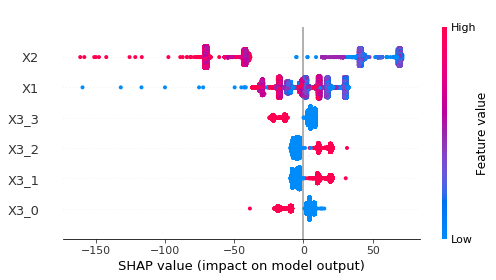 High
X2
X1
X3_3
X3_2
X3_1
X3_0
Feature value
Low
−150 −100 −50 0 50
SHAP value (impact on model output)